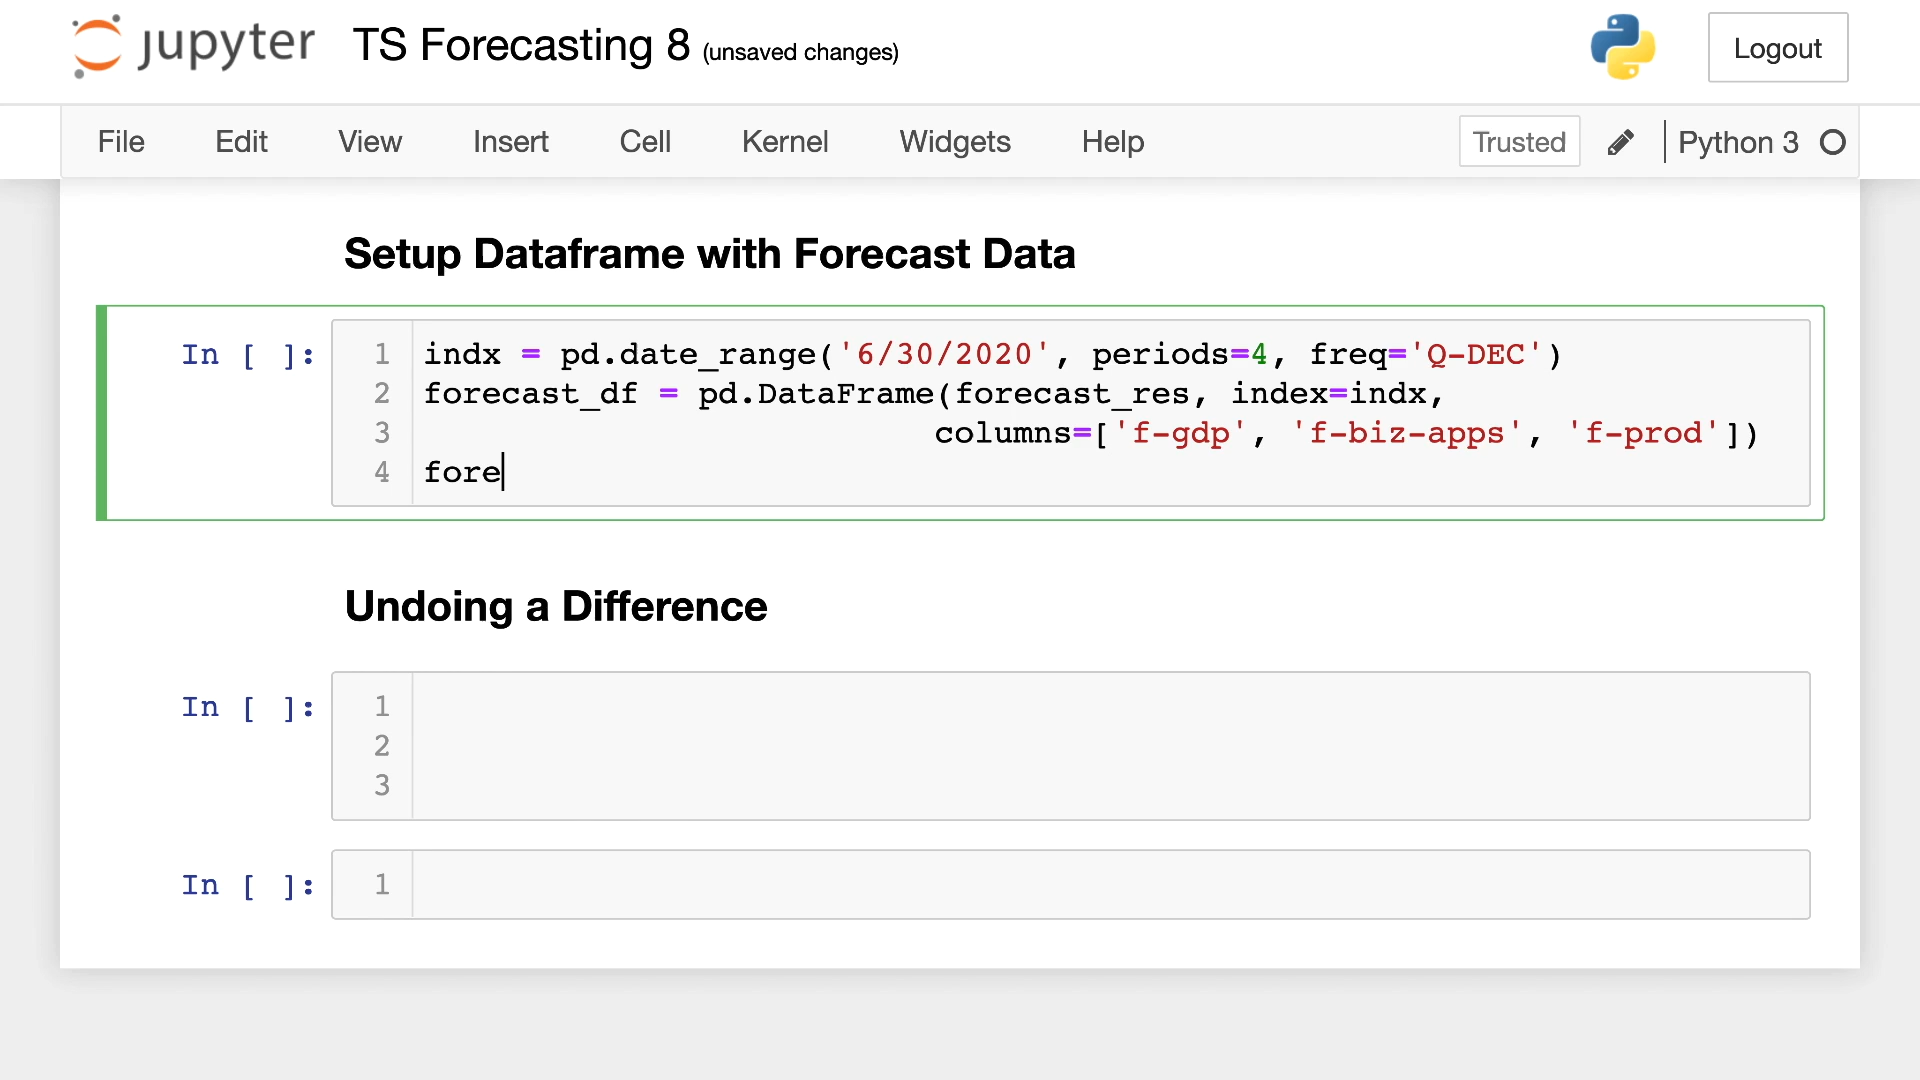 jupyter TS Forecasting 8 (unsaved changes) Logout
File Edit View Insert Cell Kernel Widgets Help Trusted Python 3
Setup Dataframe with Forecast Data
In [ ]: 1 indx = pd.date_range('6/30/2020', periods=4, freq='Q-DEC')
2 forecast_df = pd.DataFrame(forecast_res, index=indx,
3 columns=['f-gdp', 'f-biz-apps', 'f-prod'])
4 fore
Undoing a Difference
In [ ]: 1
2
3
In [ ]: 1